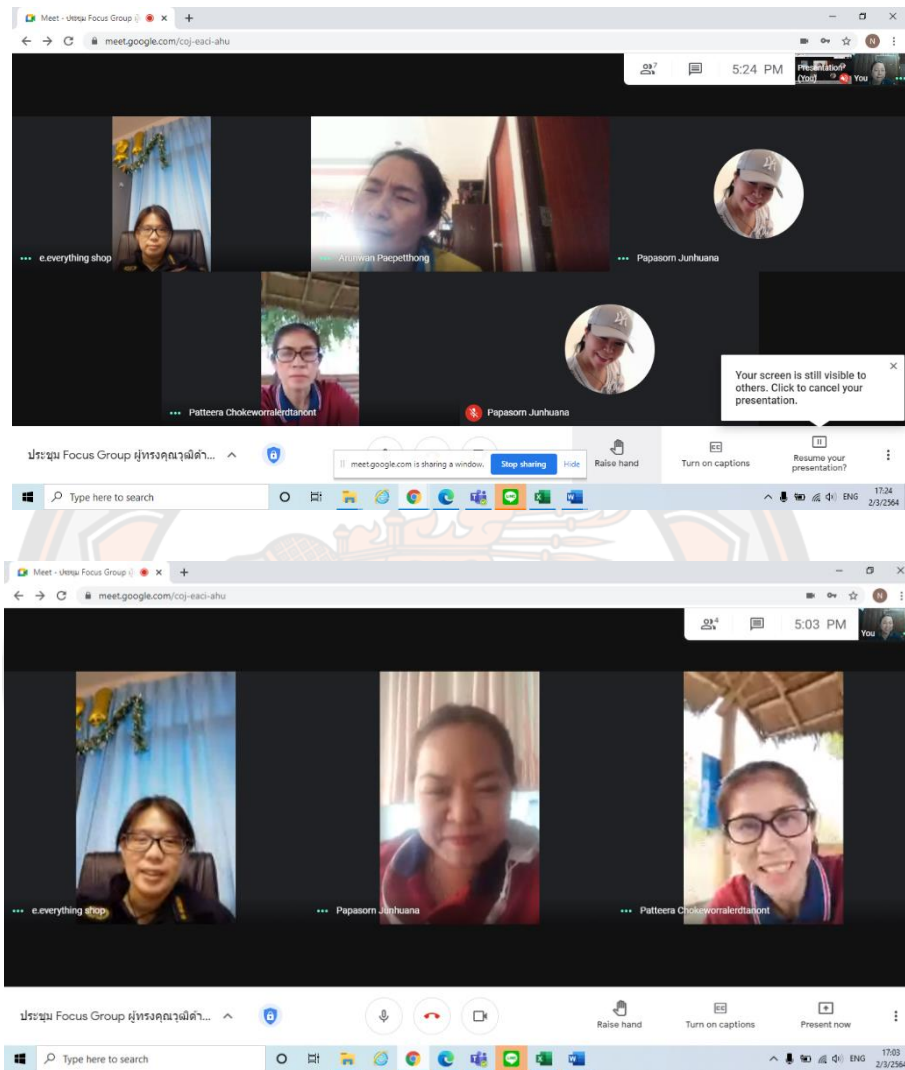 Meet - ประชุม Focus Group ผู้
meet.google.com/coj-eaci-ahu
7
5:24 PM
Presentation
(You)
You
e.everything shop
Arunwan Paepetthong
Papasorn Junhuana
Patteera Chokeworralerdtanont
Papasorn Junhuana
Your screen is still visible to
others. Click to cancel your
presentation.
ประชุม Focus Group ผู้ทรงคุณวุฒิด้า...
meet.google.com is sharing a window.
Stop sharing
Hide
Raise hand
CC
Turn on captions
Resume your
presentation?
Type here to search
ENG
17:24
2/3/2564
Meet - ประชุม Focus Group ผู้
meet.google.com/coj-eaci-ahu
N
4
5:03 PM
You
e.everything shop
Papasorn Junhuana
Patteera Chokeworralerdtanont
ประชุม Focus Group ผู้ทรงคุณวุฒิด้า...
Raise hand
CC
Turn on captions
Present now
Type here to search
ENG
17:03
2/3/2564